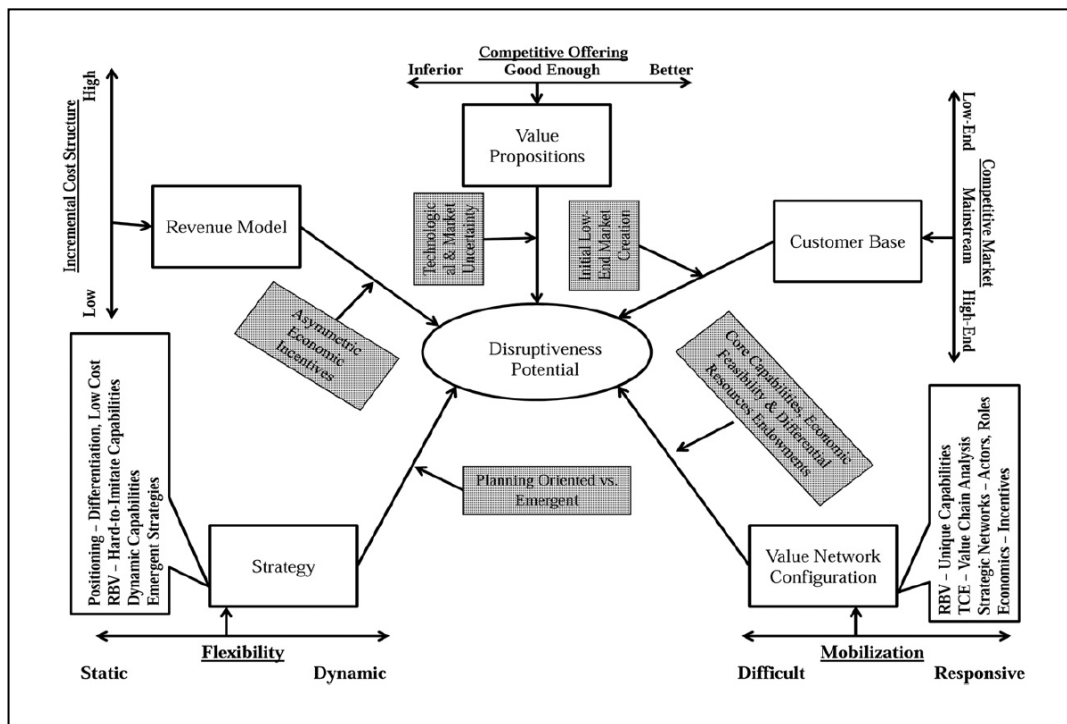 Competitive Offering
Inferior Good Enough Better
Value
Propositions
High
Incremental Cost Structure
Low
Revenue Model
Technologic
al & Market
Uncertainty
Initial Low-
End Market
Creation
Customer Base
Low-End
Mainstream
High-End
Competitive Market
Asymmetric
Economic
Incentives
Disruptiveness
Potential
Core Capabilities, Economic
Feasibility & Differential
Resources Endowments
Positioning – Differentiation, Low Cost
RBV – Hard-to-Imitate Capabilities
Dynamic Capabilities
Emergent Strategies
Planning Oriented vs.
Emergent
Strategy
Value Network
Configuration
RBV – Unique Capabilities
TCE – Value Chain Analysis
Strategic Networks – Actors, Roles
Economics – Incentives
Flexibility
Static Dynamic
Mobilization
Difficult Responsive